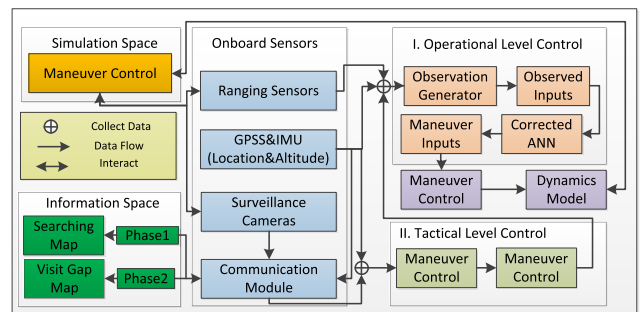 Simulation Space
Maneuver Control
Collect Data
Data Flow
Interact
Information Space
Searching
Map
Phase1
Visit Gap
Map
Phase2
Onboard Sensors
Ranging Sensors
GPSS&IMU
(Location&Altitude)
Surveillance
Cameras
Communication
Module
I. Operational Level Control
Observation
Generator
Observed
Inputs
Maneuver
Inputs
Corrected
ANN
Maneuver
Control
Dynamics
Model
II. Tactical Level Control
Maneuver
Control
Maneuver
Control